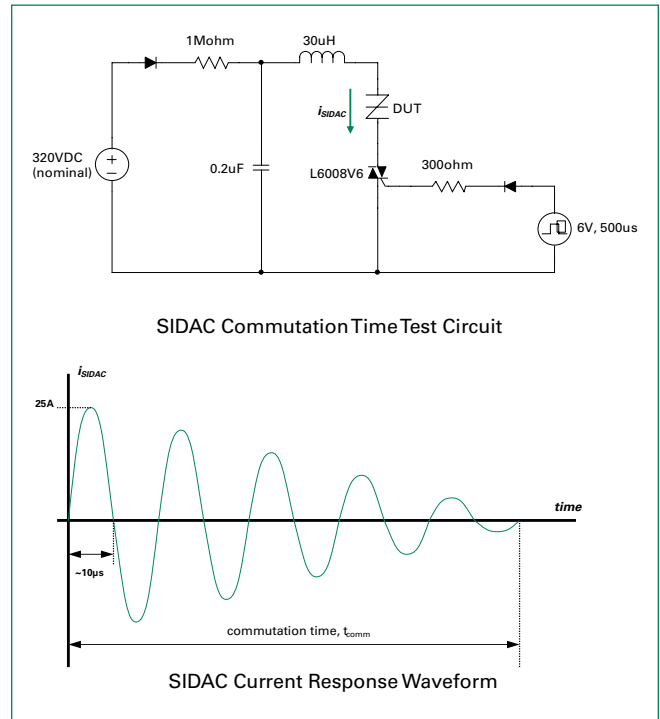 1Mohm
30uH
i_SIDAC
DUT
320VDC
(nominal)
+
−
0.2uF
L6008V6
300ohm
6V, 500us
SIDAC Commutation Time Test Circuit
i_SIDAC
25A
time
~10µs
commutation time, t_comm
SIDAC Current Response Waveform